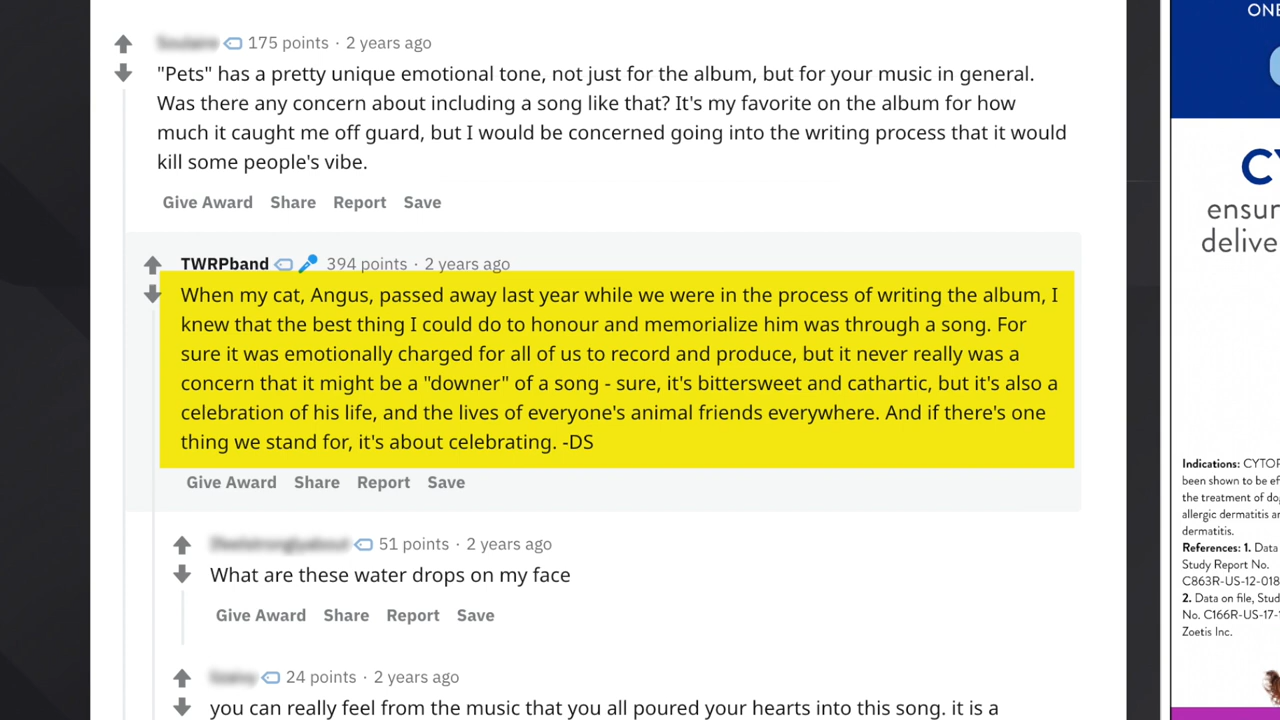 175 points · 2 years ago
"Pets" has a pretty unique emotional tone, not just for the album, but for your music in general.
Was there any concern about including a song like that? It's my favorite on the album for how
much it caught me off guard, but I would be concerned going into the writing process that it would
kill some people's vibe.
Give Award Share Report Save
TWRPband 394 points · 2 years ago
When my cat, Angus, passed away last year while we were in the process of writing the album, I
knew that the best thing I could do to honour and memorialize him was through a song. For
sure it was emotionally charged for all of us to record and produce, but it never really was a
concern that it might be a "downer" of a song - sure, it's bittersweet and cathartic, but it's also a
celebration of his life, and the lives of everyone's animal friends everywhere. And if there's one
thing we stand for, it's about celebrating. -DS
Give Award Share Report Save
51 points · 2 years ago
What are these water drops on my face
Give Award Share Report Save
24 points · 2 years ago
you can really feel from the music that you all poured your hearts into this song. it is a
ONE
CY
ensur
delive
Indications: CYTOP
been shown to be ef
the treatment of do
allergic dermatitis a
dermatitis.
References: 1. Data
Study Report No.
C863R-US-12-018
2. Data on file, Stud
No. C166R-US-17-
Zoetis Inc.